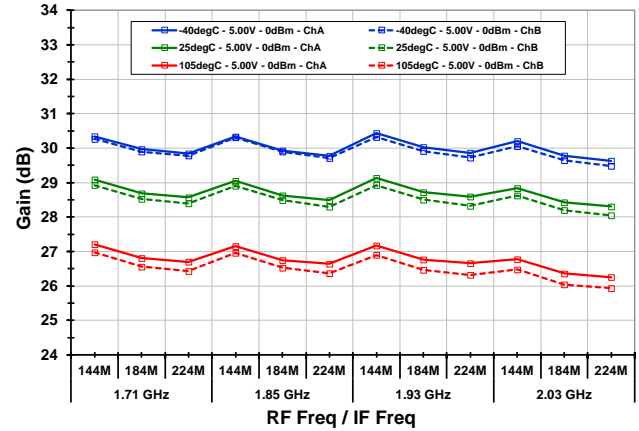 -40degC - 5.00V - 0dBm - ChA
-40degC - 5.00V - 0dBm - ChB
25degC - 5.00V - 0dBm - ChA
25degC - 5.00V - 0dBm - ChB
105degC - 5.00V - 0dBm - ChA
105degC - 5.00V - 0dBm - ChB
Gain (dB)
34
33
32
31
30
29
28
27
26
25
24
144M 184M 224M 144M 184M 224M 144M 184M 224M 144M 184M 224M
1.71 GHz 1.85 GHz 1.93 GHz 2.03 GHz
RF Freq / IF Freq